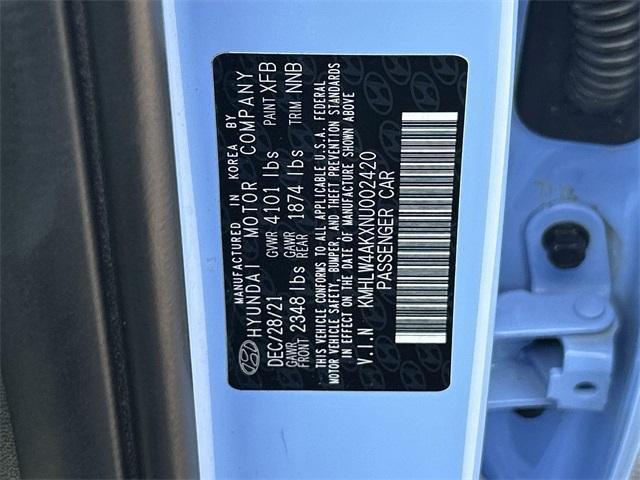 MANUFACTURED IN KOREA BY
HYUNDAI MOTOR COMPANY
DEC/28/21 GVWR 4101 lbs PAINT XFB
GAWR FRONT 2348 lbs GAWR REAR 1874 lbs TRIM NNB
THIS VEHICLE CONFORMS TO ALL APPLICABLE U.S.A. FEDERAL
MOTOR VEHICLE SAFETY, BUMPER, AND THEFT PREVENTION STANDARDS
IN EFFECT ON THE DATE OF MANUFACTURE SHOWN ABOVE
V.I.N KMHLW4AKXNU002420
PASSENGER CAR